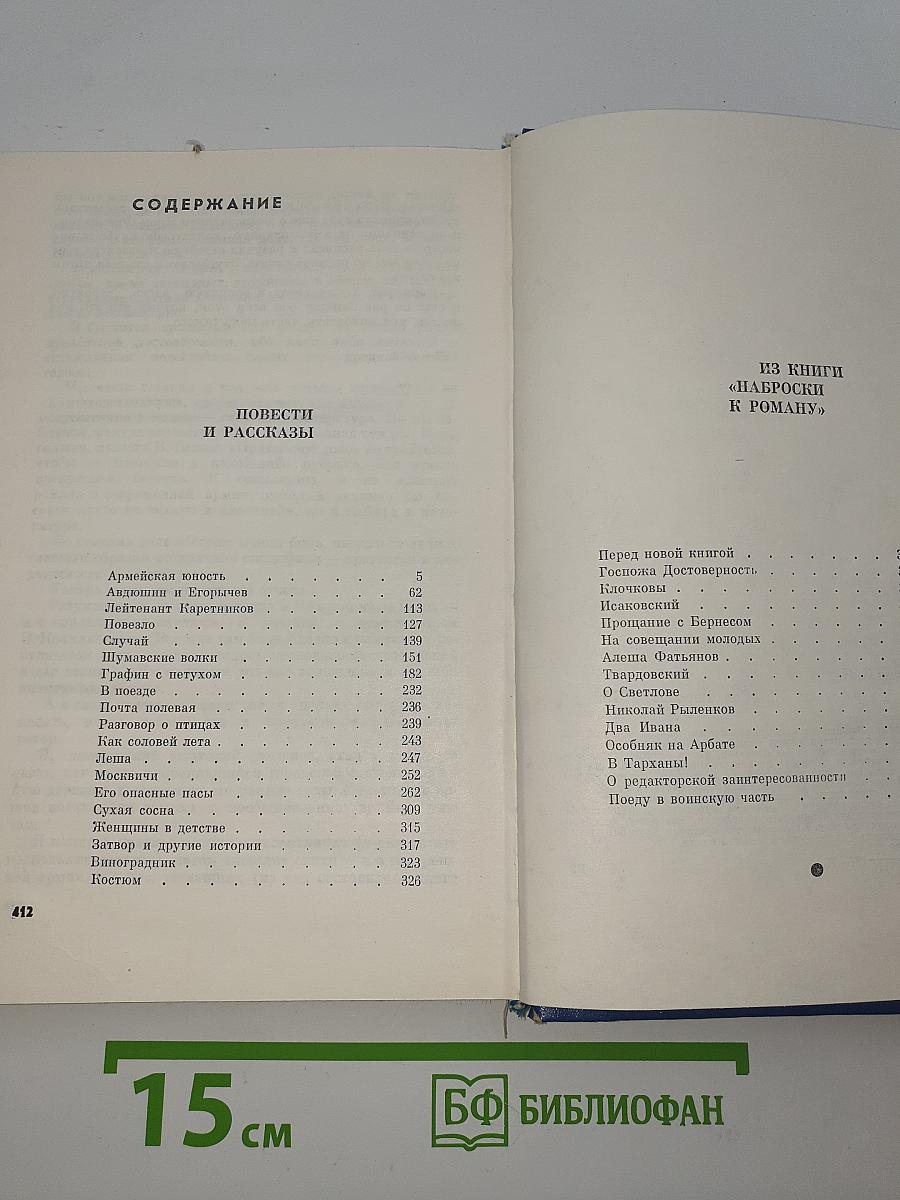 СОДЕРЖАНИЕ
ПОВЕСТИ
И РАССКАЗЫ
Армейская юность . . . . . . . 5
Авдюшин и Егорычев . . . . . . 62
Лейтенант Каретников . . . . . . 113
Повезло . . . . . . . . . . 127
Случай . . . . . . . . . . 139
Шумавские волки . . . . . . . 151
Графин с петухом . . . . . . . 182
В поезде . . . . . . . . . . 232
Почта полевая . . . . . . . . 236
Разговор о птицах . . . . . . . 239
Как соловей лета . . . . . . . . 243
Леша . . . . . . . . . . . 247
Москвичи . . . . . . . . . . 252
Его опасные пасы . . . . . . . 262
Сухая сосна . . . . . . . . . 309
Женщины в детстве . . . . . . . 315
Затвор и другие истории . . . . . 317
Виноградник . . . . . . . . . 323
Костюм . . . . . . . . . . 326
412
ИЗ КНИГИ
«НАБРОСКИ
К РОМАНУ»
Перед новой книгой . . . . . . .
Госпожа Достоверность . . . . . .
Клочковы . . . . . . . . . .
Исаковский . . . . . . . . .
Прощание с Бернесом . . . . . .
На совещании молодых . . . . . .
Алеша Фатьянов . . . . . . . .
Твардовский . . . . . . . . .
О Светлове . . . . . . . . .
Николай Рыленков . . . . . . .
Два Ивана . . . . . . . . .
Особняк на Арбате . . . . . . .
В Тарханы! . . . . . . . . .
О редакторской заинтересованности . .
Поеду в воинскую часть . . . . .
15 см
БФ БИБЛИОФАН